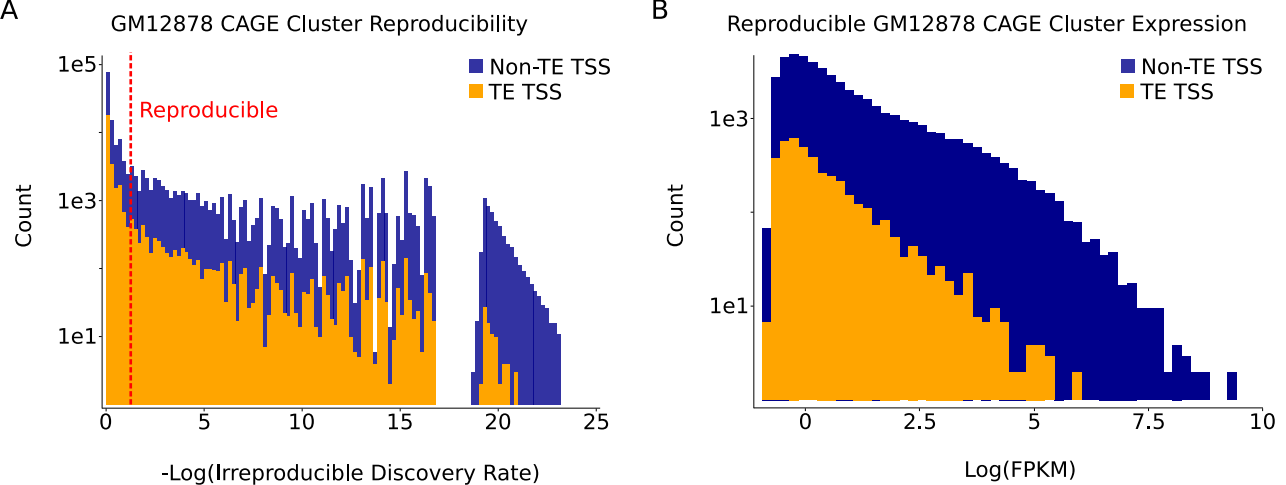 A
GM12878 CAGE Cluster Reproducibility
1e5
1e3
1e1
Count
Non-TE TSS
TE TSS
Reproducible
0 5 10 15 20 25
-Log(Irreproducible Discovery Rate)
B
Reproducible GM12878 CAGE Cluster Expression
1e3
1e1
Count
Non-TE TSS
TE TSS
0 2.5 5 7.5 10
Log(FPKM)